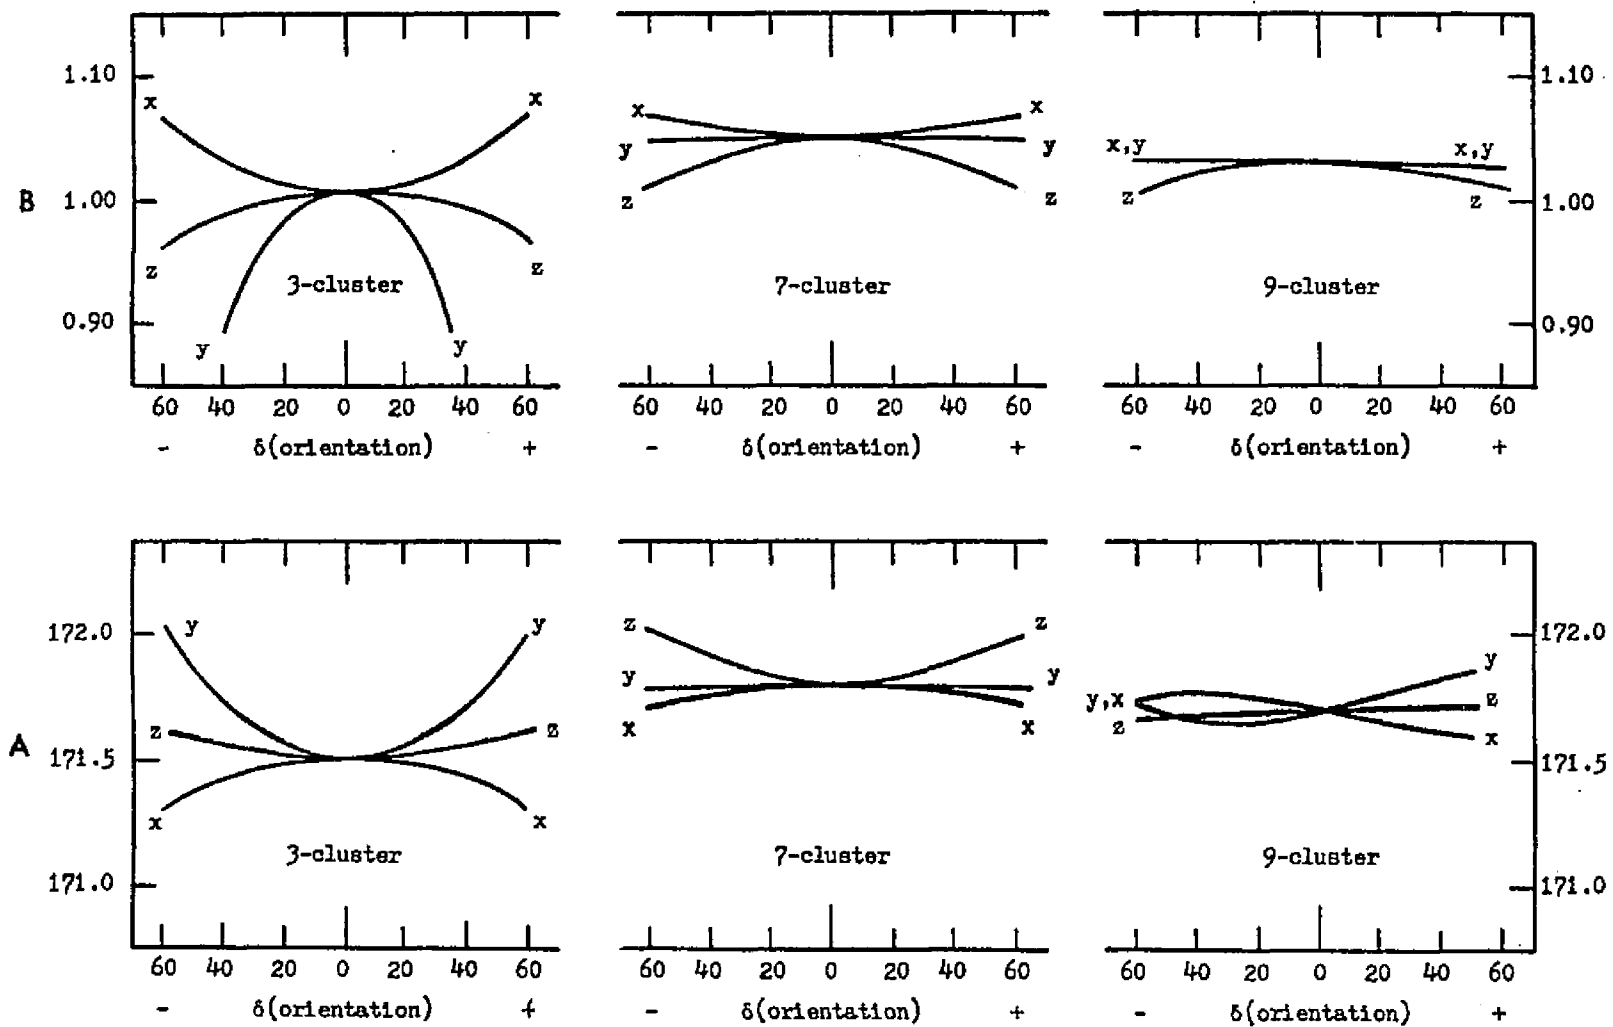 1.10
1.00
0.90
B
x
x
z
z
y
y
3-cluster
60 40 20 0 20 40 60
- δ(orientation) +
x
x
y
y
z
z
7-cluster
60 40 20 0 20 40 60
- δ(orientation) +
x,y
x,y
z
z
9-cluster
1.10
1.00
0.90
60 40 20 0 20 40 60
- δ(orientation) +
172.0
171.5
171.0
A
y
y
z
z
x
x
3-cluster
60 40 20 0 20 40 60
- δ(orientation) +
z
z
y
y
x
x
7-cluster
60 40 20 0 20 40 60
- δ(orientation) +
y
y,x
z
z
x
9-cluster
172.0
171.5
171.0
60 40 20 0 20 40 60
- δ(orientation) +